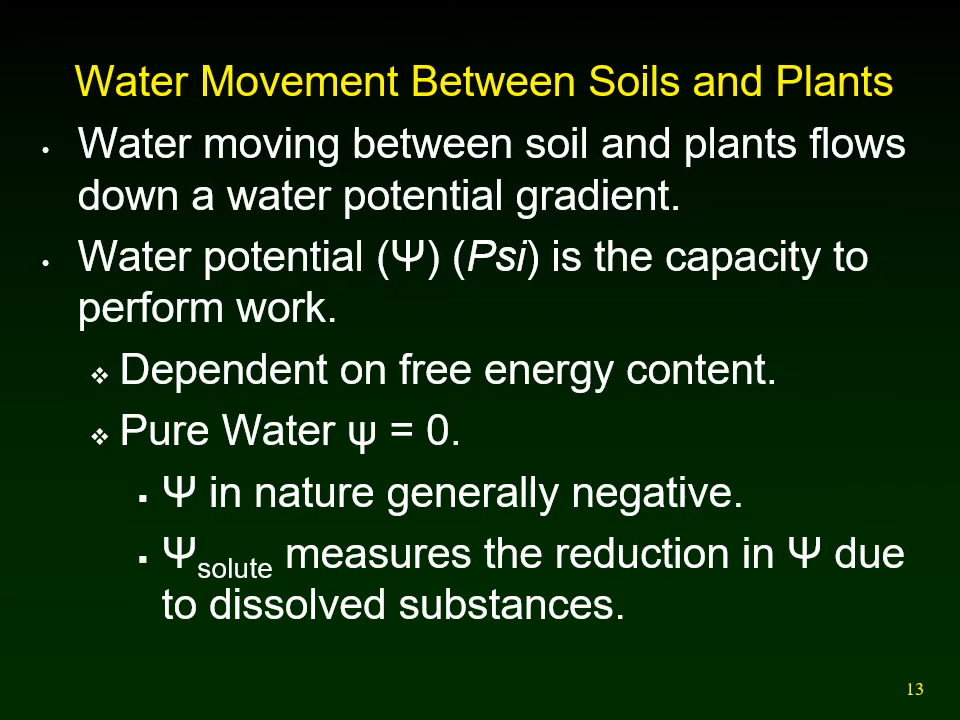 Water Movement Between Soils and Plants
• Water moving between soil and plants flows
down a water potential gradient.
• Water potential (Ψ) (Psi) is the capacity to
perform work.
❖ Dependent on free energy content.
❖ Pure Water ψ = 0.
▪ Ψ in nature generally negative.
▪ Ψsolute measures the reduction in Ψ due
to dissolved substances.
13